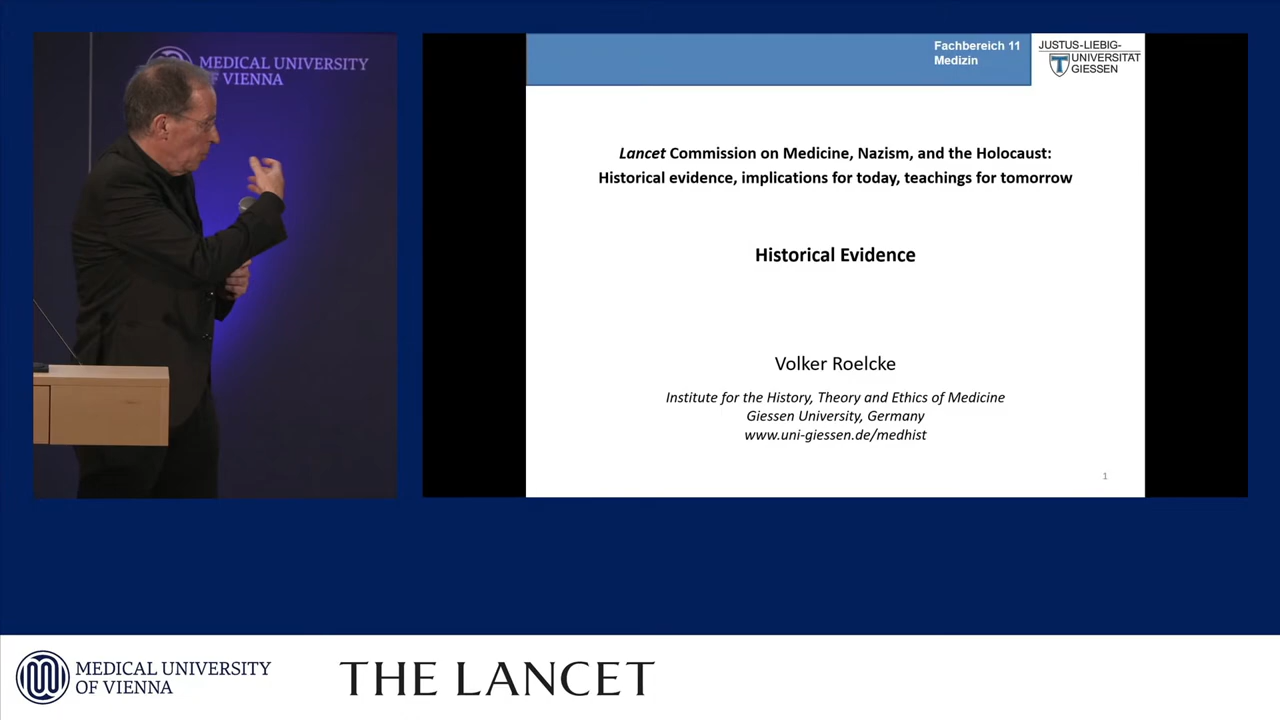 MEDICAL UNIVERSITY
OF VIENNA
Fachbereich 11
Medizin
JUSTUS-LIEBIG-
UNIVERSITAT
GIESSEN
Lancet Commission on Medicine, Nazism, and the Holocaust:
Historical evidence, implications for today, teachings for tomorrow
Historical Evidence
Volker Roelcke
Institute for the History, Theory and Ethics of Medicine
Giessen University, Germany
www.uni-giessen.de/medhist
1
MEDICAL UNIVERSITY
OF VIENNA
THE LANCET